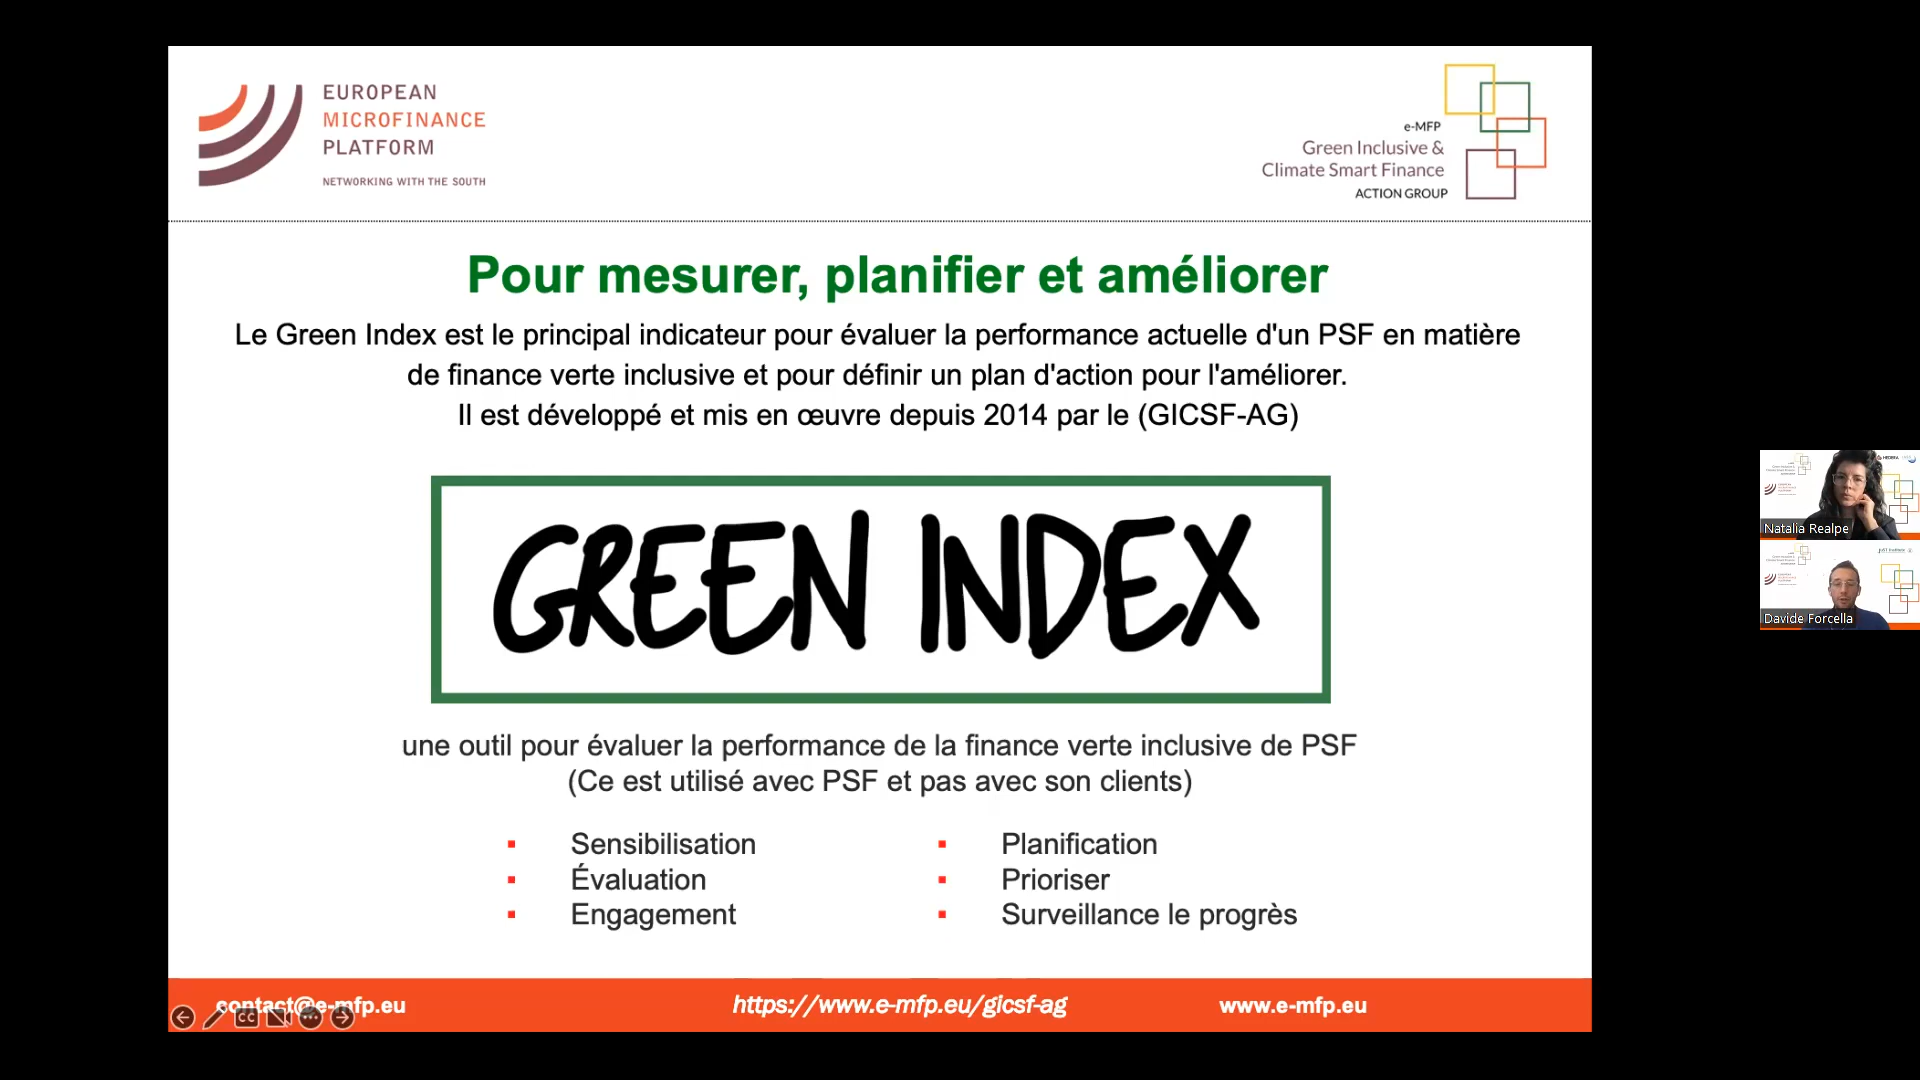 EUROPEAN
MICROFINANCE
PLATFORM
NETWORKING WITH THE SOUTH
e-MFP
Green Inclusive &
Climate Smart Finance
ACTION GROUP
Pour mesurer, planifier et améliorer
Le Green Index est le principal indicateur pour évaluer la performance actuelle d'un PSF en matière
de finance verte inclusive et pour définir un plan d'action pour l'améliorer.
Il est développé et mis en œuvre depuis 2014 par le (GICSF-AG)
GREEN INDEX
une outil pour évaluer la performance de la finance verte inclusive de PSF
(Ce est utilisé avec PSF et pas avec son clients)
▪ Sensibilisation
▪ Évaluation
▪ Engagement
▪ Planification
▪ Prioriser
▪ Surveillance le progrès
contact@e-mfp.eu
https://www.e-mfp.eu/gicsf-ag
www.e-mfp.eu
CC
HEDERA
Natalia Realpe
Davide Forcella